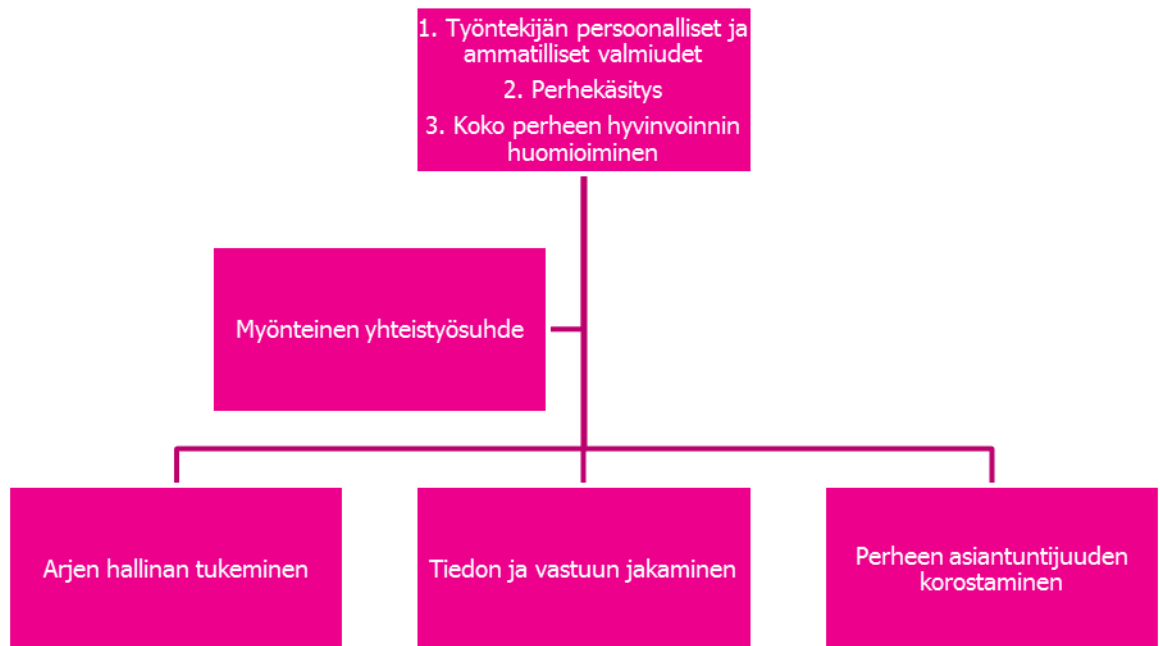 1. Työntekijän persoonalliset ja
ammatilliset valmiudet
2. Perhekäsitys
3. Koko perheen hyvinvoinnin
huomioiminen
Myönteinen yhteistyösuhde
Arjen hallinan tukeminen
Tiedon ja vastuun jakaminen
Perheen asiantuntijuuden
korostaminen